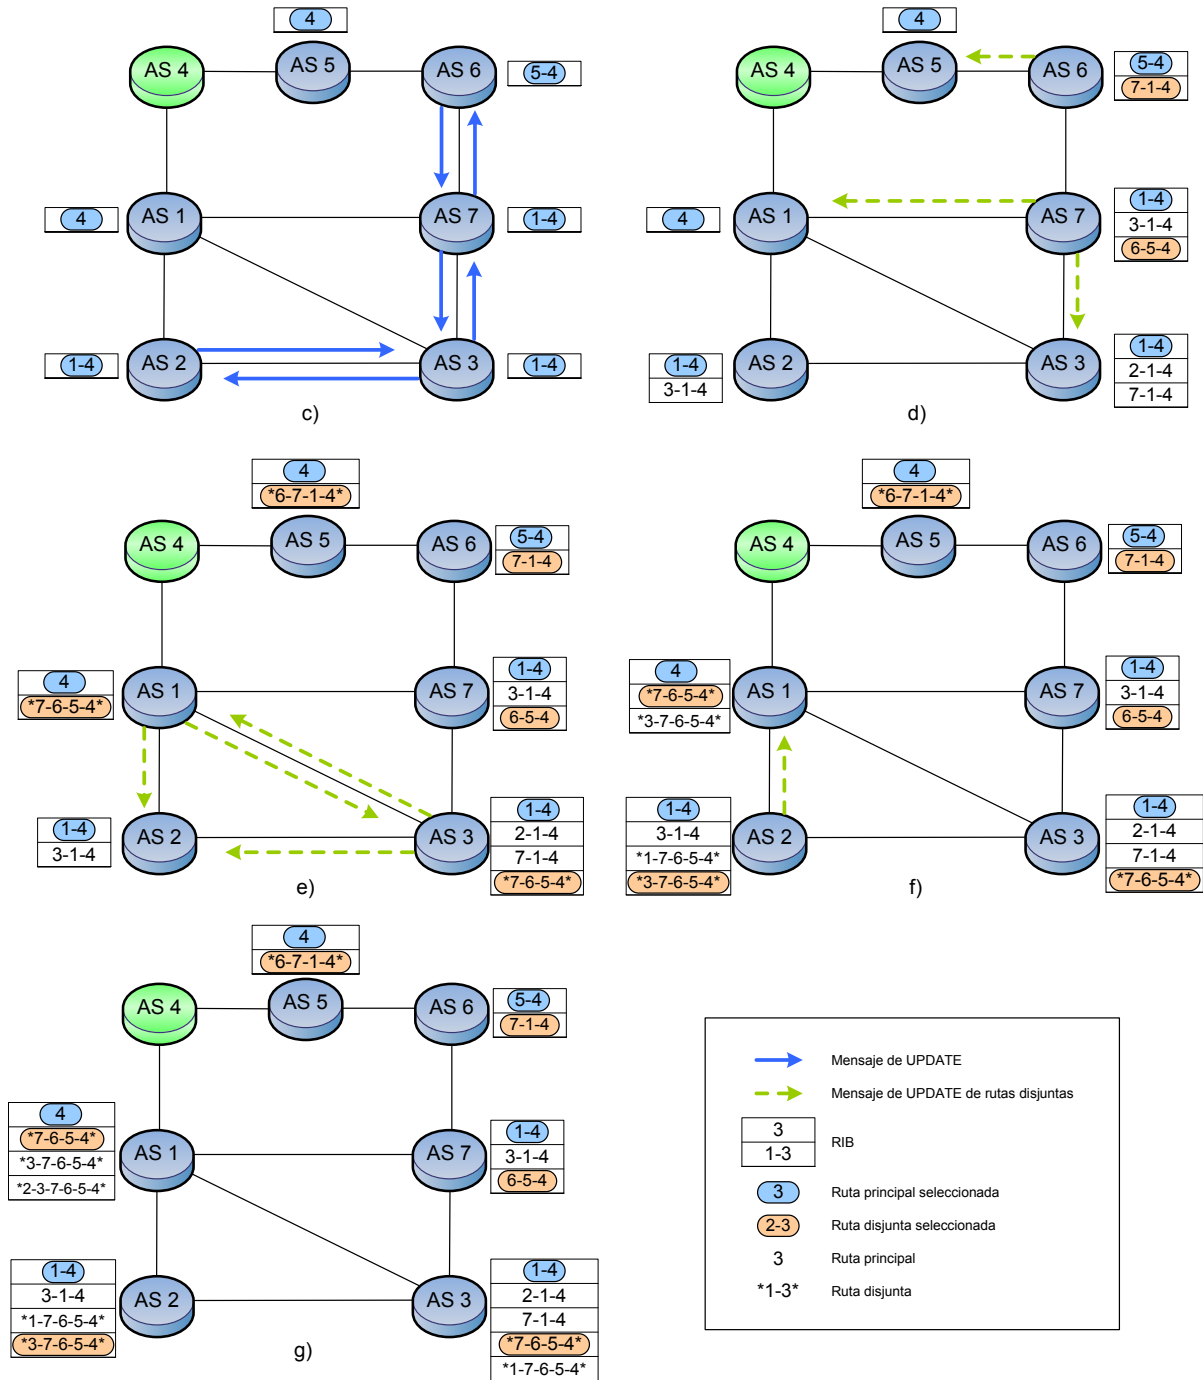 4
AS 4
AS 5
AS 6
5-4
4
AS 1
AS 7
1-4
1-4
AS 2
AS 3
1-4
c)
4
AS 4
AS 5
AS 6
5-4
7-1-4
4
AS 1
AS 7
1-4
3-1-4
6-5-4
1-4
3-1-4
AS 2
AS 3
1-4
2-1-4
7-1-4
d)
4
*6-7-1-4*
AS 4
AS 5
AS 6
5-4
7-1-4
4
*7-6-5-4*
AS 1
AS 7
1-4
3-1-4
6-5-4
1-4
3-1-4
AS 2
AS 3
1-4
2-1-4
7-1-4
*7-6-5-4*
e)
4
*6-7-1-4*
AS 4
AS 5
AS 6
5-4
7-1-4
4
*7-6-5-4*
*3-7-6-5-4*
AS 1
AS 7
1-4
3-1-4
6-5-4
1-4
3-1-4
*1-7-6-5-4*
*3-7-6-5-4*
AS 2
AS 3
1-4
2-1-4
7-1-4
*7-6-5-4*
f)
4
*6-7-1-4*
AS 4
AS 5
AS 6
5-4
7-1-4
4
*7-6-5-4*
*3-7-6-5-4*
*2-3-7-6-5-4*
AS 1
AS 7
1-4
3-1-4
6-5-4
1-4
3-1-4
*1-7-6-5-4*
*3-7-6-5-4*
AS 2
AS 3
1-4
2-1-4
7-1-4
*7-6-5-4*
*1-7-6-5-4*
g)
Mensaje de UPDATE
Mensaje de UPDATE de rutas disjuntas
3
1-3
RIB
3
Ruta principal seleccionada
2-3
Ruta disjunta seleccionada
3
Ruta principal
*1-3*
Ruta disjunta